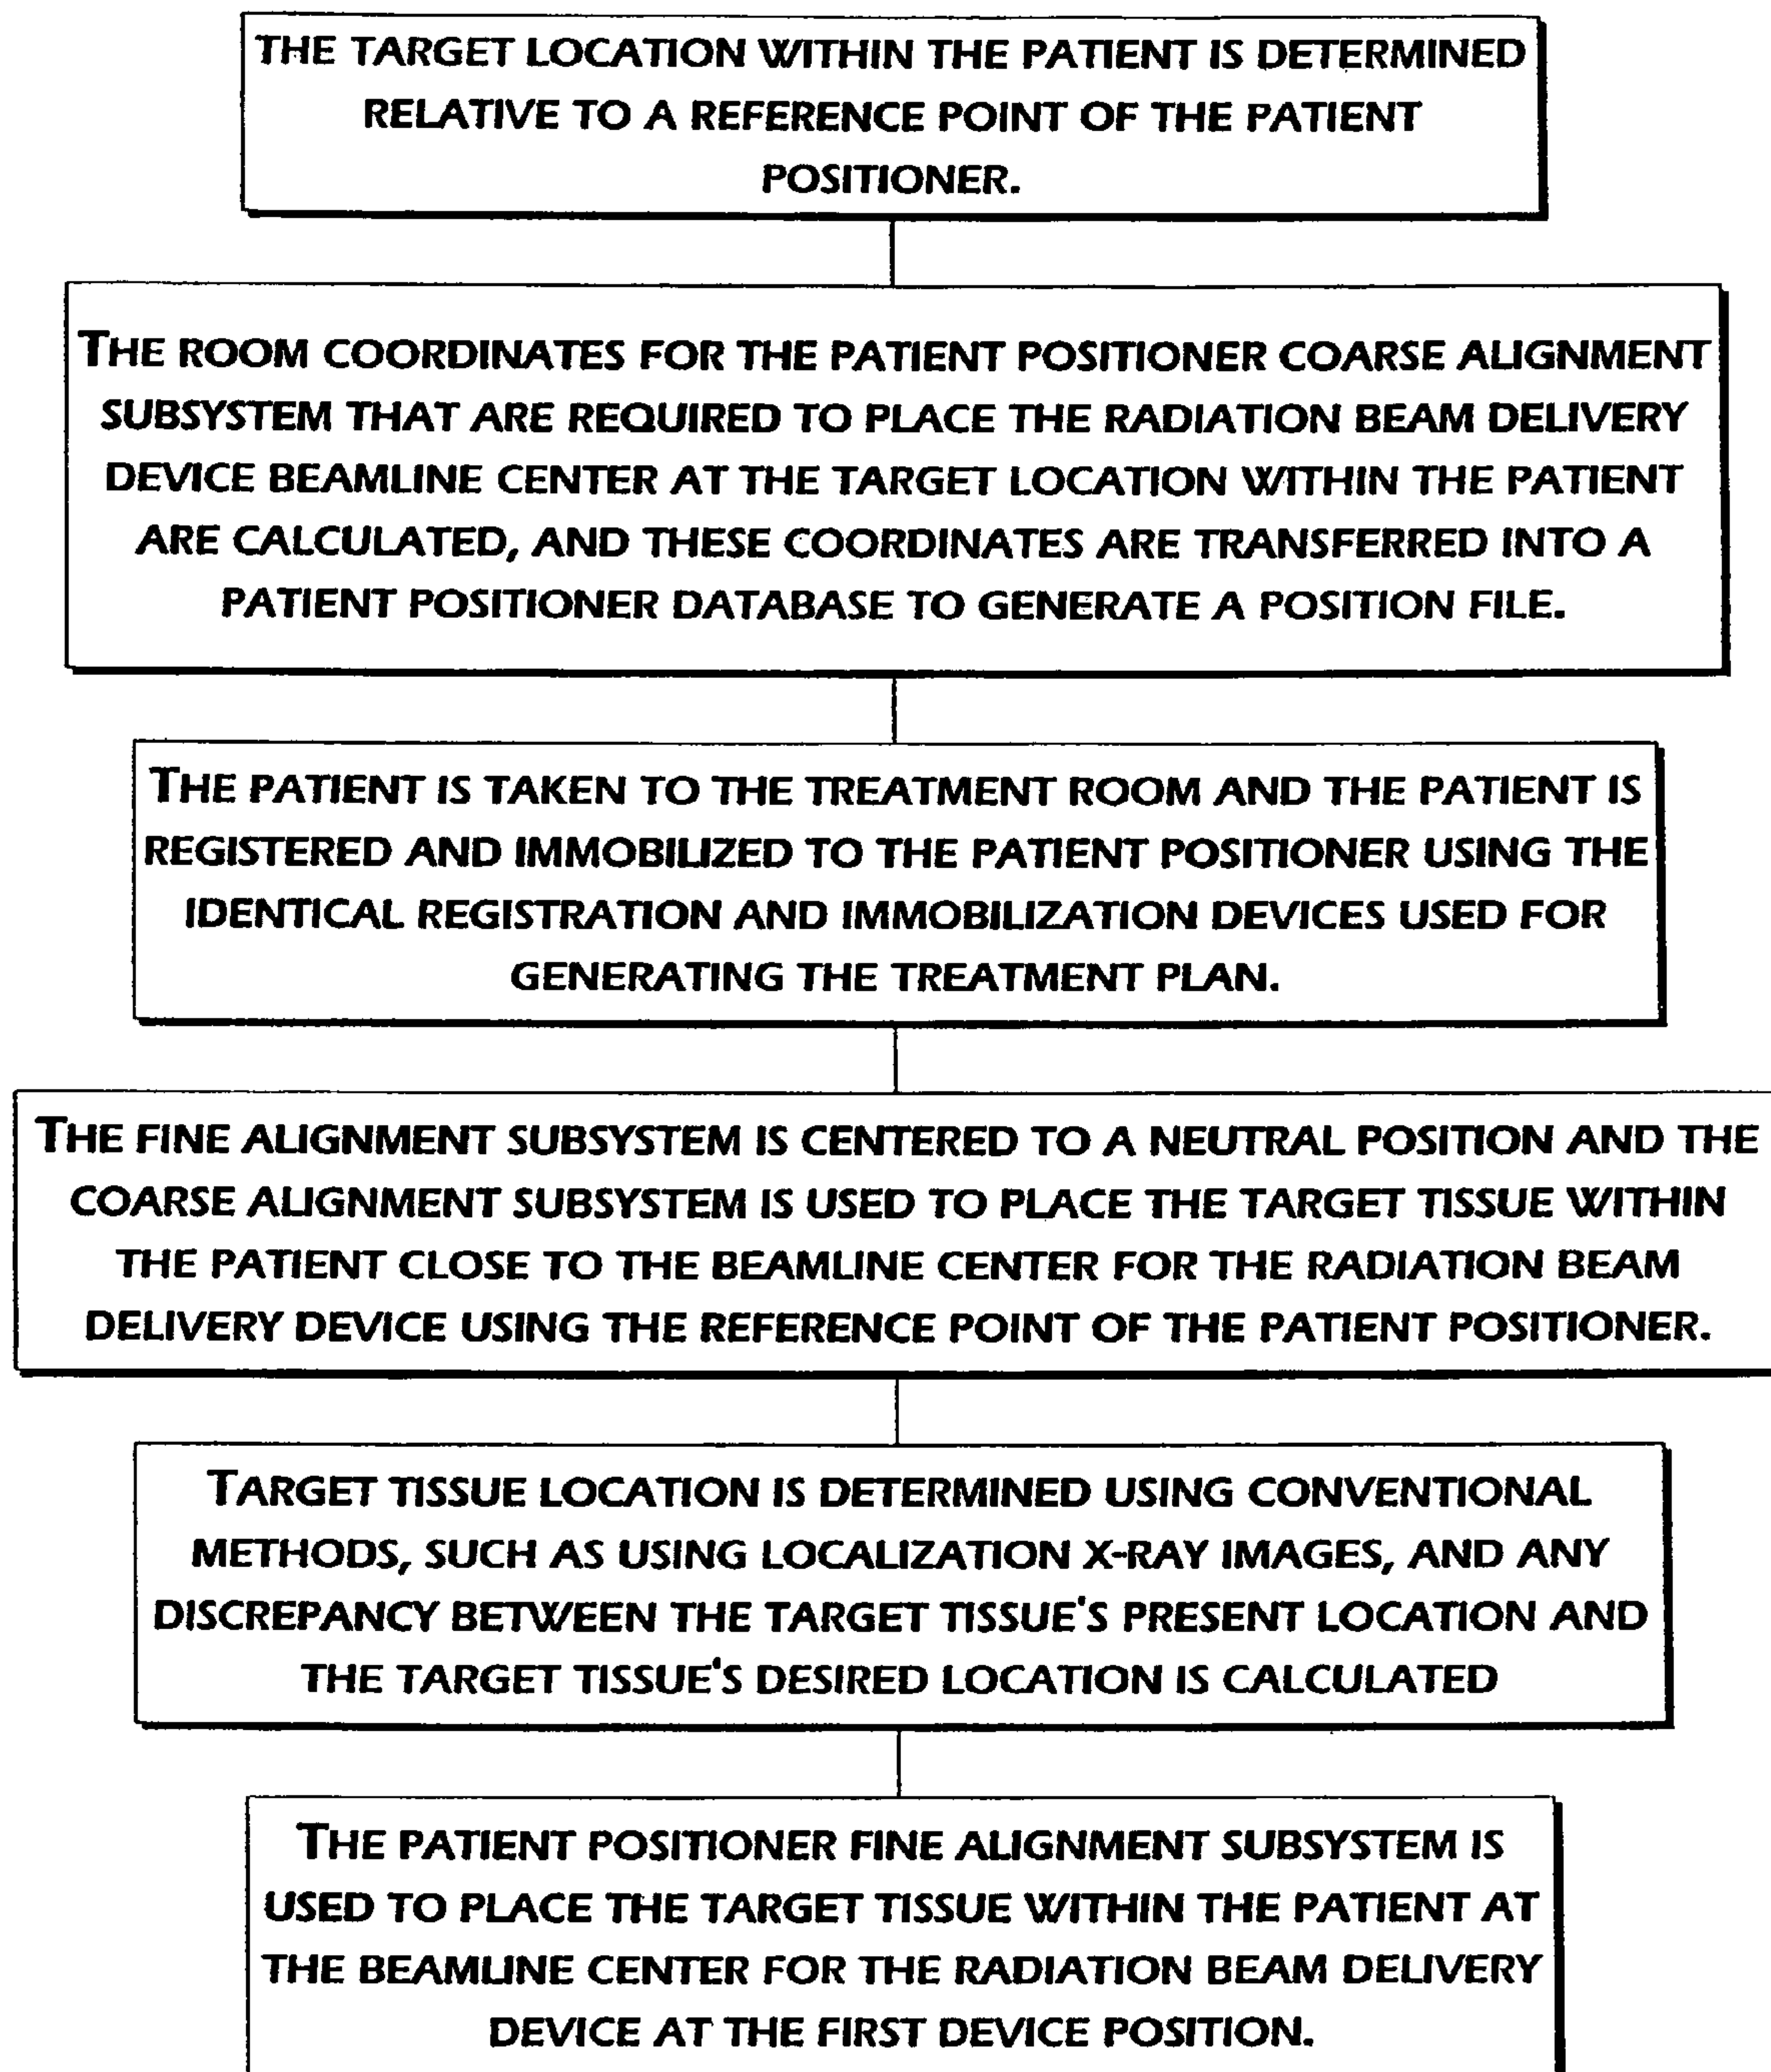 THE TARGET LOCATION WITHIN THE PATIENT IS DETERMINED
RELATIVE TO A REFERENCE POINT OF THE PATIENT
POSITIONER.
THE ROOM COORDINATES FOR THE PATIENT POSITIONER COARSE ALIGNMENT
SUBSYSTEM THAT ARE REQUIRED TO PLACE THE RADIATION BEAM DELIVERY
DEVICE BEAMLINE CENTER AT THE TARGET LOCATION WITHIN THE PATIENT
ARE CALCULATED, AND THESE COORDINATES ARE TRANSFERRED INTO A
PATIENT POSITIONER DATABASE TO GENERATE A POSITION FILE.
THE PATIENT IS TAKEN TO THE TREATMENT ROOM AND THE PATIENT IS
REGISTERED AND IMMOBILIZED TO THE PATIENT POSITIONER USING THE
IDENTICAL REGISTRATION AND IMMOBILIZATION DEVICES USED FOR
GENERATING THE TREATMENT PLAN.
THE FINE ALIGNMENT SUBSYSTEM IS CENTERED TO A NEUTRAL POSITION AND THE
COARSE ALIGNMENT SUBSYSTEM IS USED TO PLACE THE TARGET TISSUE WITHIN
THE PATIENT CLOSE TO THE BEAMLINE CENTER FOR THE RADIATION BEAM
DELIVERY DEVICE USING THE REFERENCE POINT OF THE PATIENT POSITIONER.
TARGET TISSUE LOCATION IS DETERMINED USING CONVENTIONAL
METHODS, SUCH AS USING LOCALIZATION X-RAY IMAGES, AND ANY
DISCREPANCY BETWEEN THE TARGET TISSUE'S PRESENT LOCATION AND
THE TARGET TISSUE'S DESIRED LOCATION IS CALCULATED
THE PATIENT POSITIONER FINE ALIGNMENT SUBSYSTEM IS
USED TO PLACE THE TARGET TISSUE WITHIN THE PATIENT AT
THE BEAMLINE CENTER FOR THE RADIATION BEAM DELIVERY
DEVICE AT THE FIRST DEVICE POSITION.